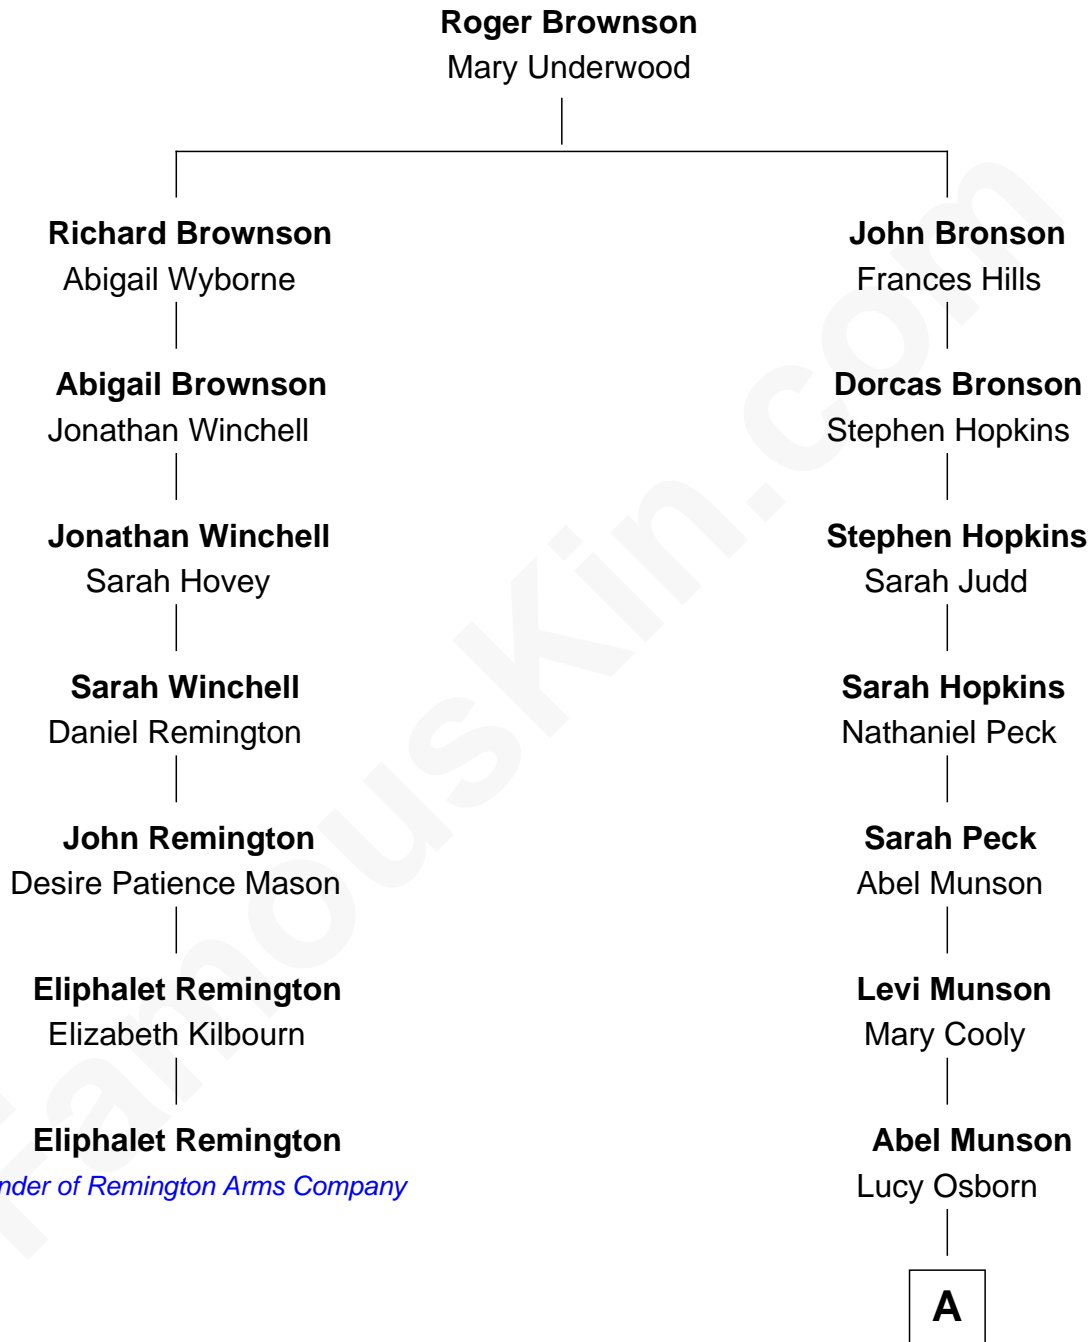 Roger Brownson
Mary Underwood
Richard Brownson
Abigail Wyborne
John Bronson
Frances Hills
Abigail Brownson
Jonathan Winchell
Dorcas Bronson
Stephen Hopkins
Jonathan Winchell
Sarah Hovey
Stephen Hopkins
Sarah Judd
Sarah Winchell
Daniel Remington
Sarah Hopkins
Nathaniel Peck
John Remington
Desire Patience Mason
Sarah Peck
Abel Munson
Eliphalet Remington
Elizabeth Kilbourn
Levi Munson
Mary Cooly
Eliphalet Remington
nder of Remington Arms Company
Abel Munson
Lucy Osborn
A
FamousKin.com